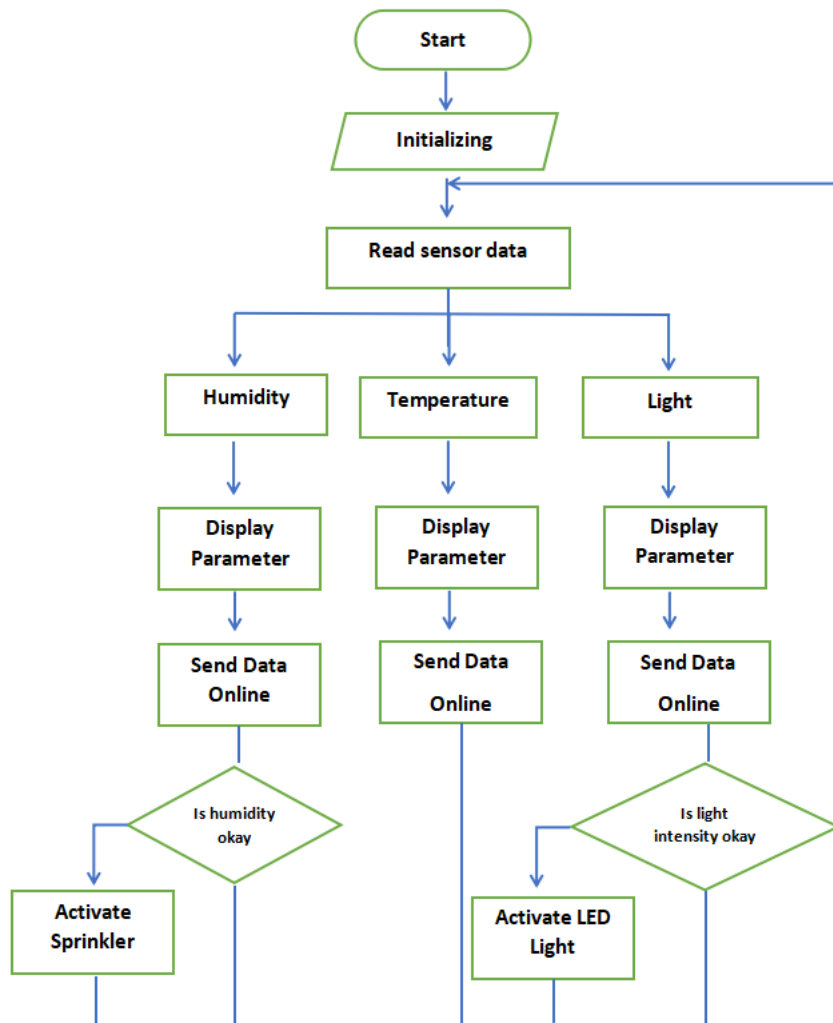 Start
Initializing
Read sensor data
Humidity
Temperature
Light
Display
Parameter
Display
Parameter
Display
Parameter
Send Data
Online
Send Data
Online
Send Data
Online
Is humidity
okay
Is light
intensity okay
Activate
Sprinkler
Activate LED
Light